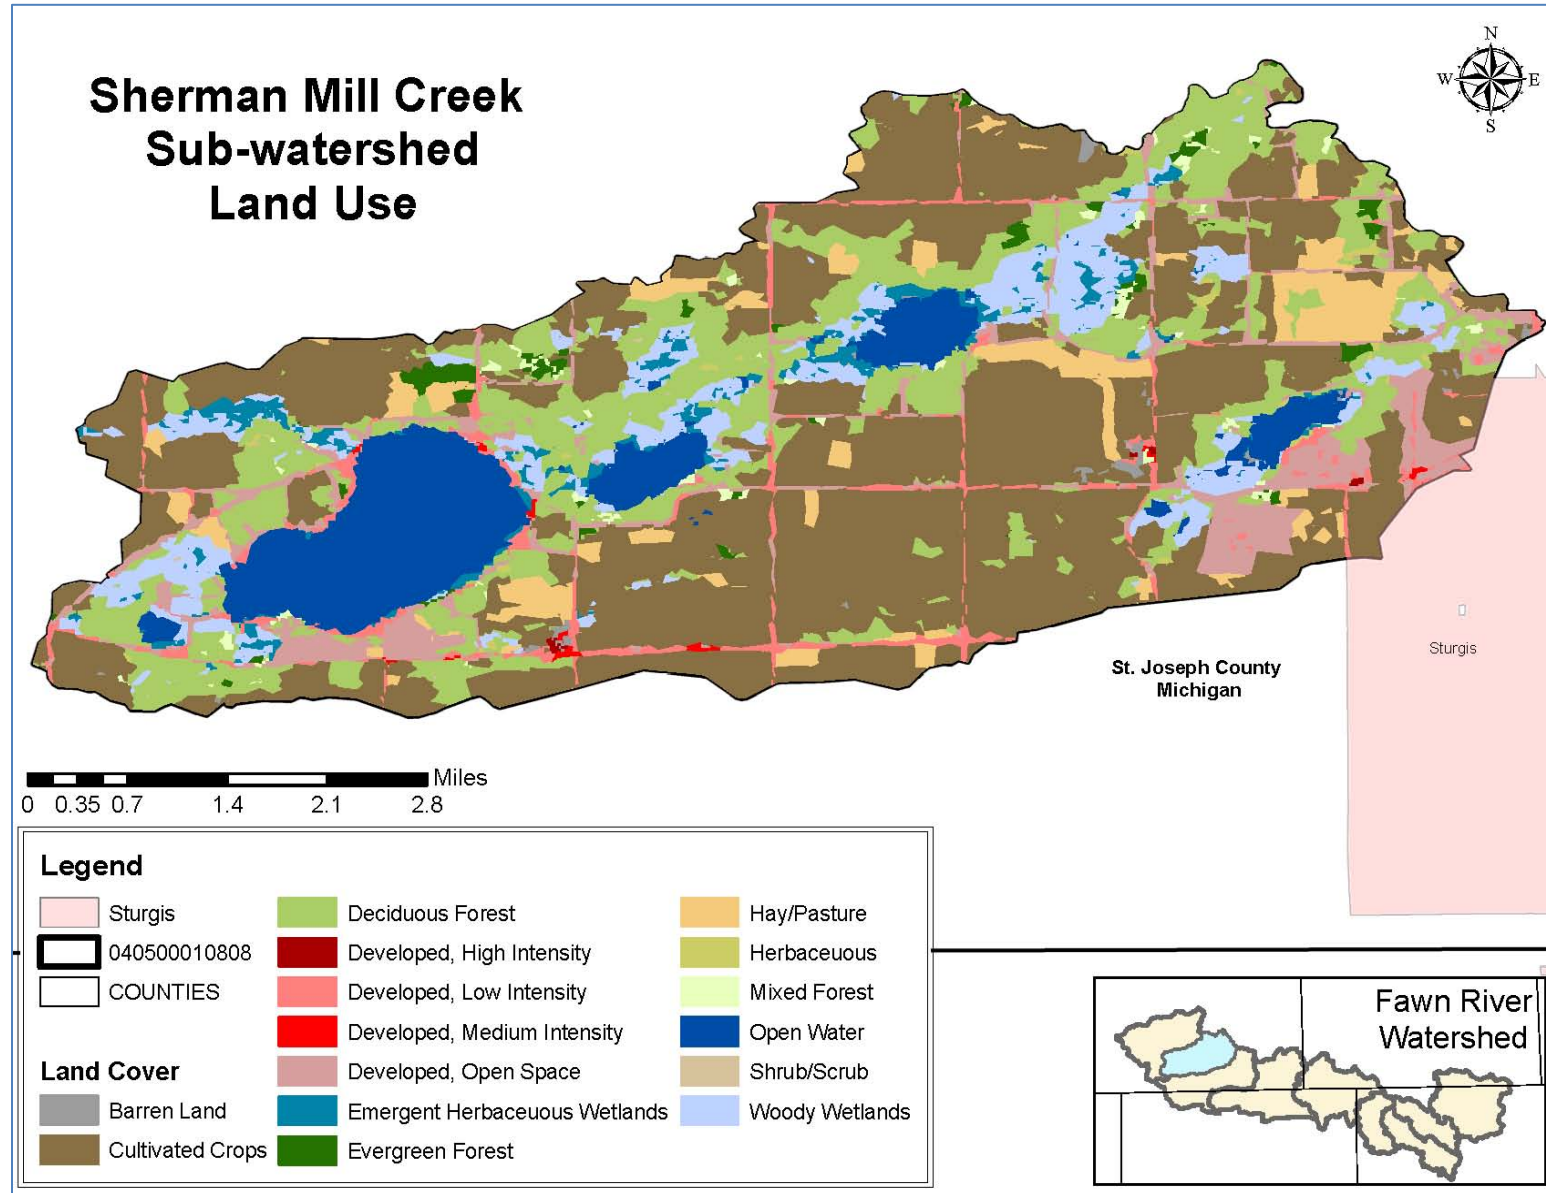 Sherman Mill Creek
Sub-watershed
Land Use
N
W
E
S
Sturgis
St. Joseph County
Michigan
Miles
0 0.35 0.7 1.4 2.1 2.8
Legend
Sturgis
040500010808
COUNTIES
Land Cover
Barren Land
Cultivated Crops
Deciduous Forest
Developed, High Intensity
Developed, Low Intensity
Developed, Medium Intensity
Developed, Open Space
Emergent Herbaceuous Wetlands
Evergreen Forest
Hay/Pasture
Herbaceuous
Mixed Forest
Open Water
Shrub/Scrub
Woody Wetlands
Fawn River
Watershed